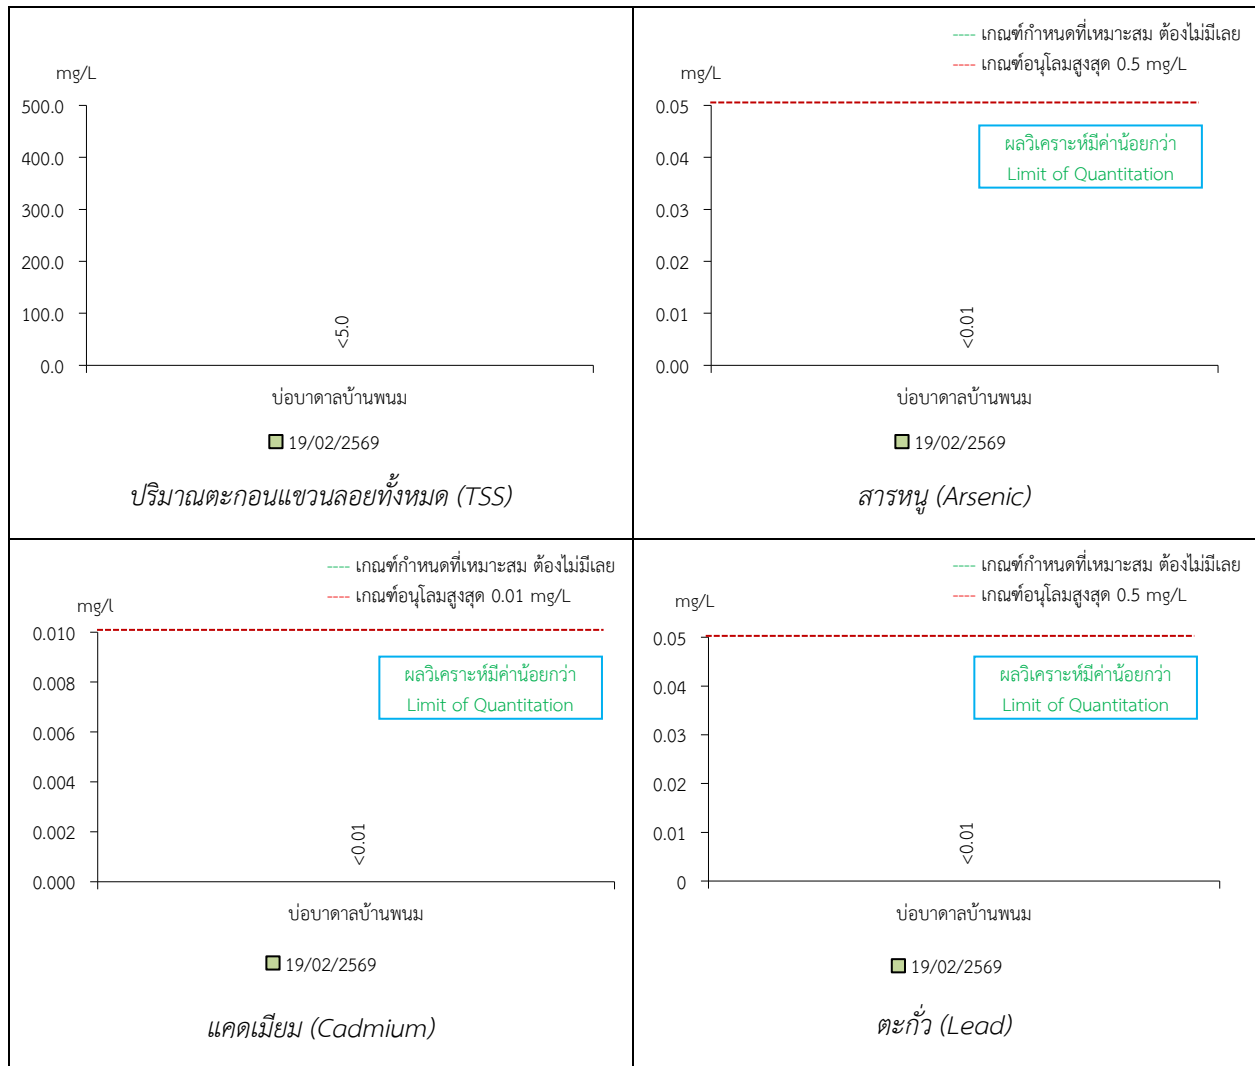 mg/L
500.0
400.0
300.0
200.0
100.0
0.0
<5.0
บ่อบาดาลบ้านพนม
19/02/2569
ปริมาณตะกอนแขวนลอยทั้งหมด (TSS)
---- เกณฑ์กำหนดที่เหมาะสม ต้องไม่มีเลย
---- เกณฑ์อนุโลมสูงสุด 0.5 mg/L
mg/L
0.05
0.04
0.03
0.02
0.01
0.00
ผลวิเคราะห์มีค่าน้อยกว่า
Limit of Quantitation
<0.01
บ่อบาดาลบ้านพนม
19/02/2569
สารหนู (Arsenic)
---- เกณฑ์กำหนดที่เหมาะสม ต้องไม่มีเลย
---- เกณฑ์อนุโลมสูงสุด 0.01 mg/L
mg/l
0.010
0.008
0.006
0.004
0.002
0.000
ผลวิเคราะห์มีค่าน้อยกว่า
Limit of Quantitation
<0.01
บ่อบาดาลบ้านพนม
19/02/2569
แคดเมียม (Cadmium)
---- เกณฑ์กำหนดที่เหมาะสม ต้องไม่มีเลย
---- เกณฑ์อนุโลมสูงสุด 0.5 mg/L
mg/L
0.05
0.04
0.03
0.02
0.01
0
ผลวิเคราะห์มีค่าน้อยกว่า
Limit of Quantitation
<0.01
บ่อบาดาลบ้านพนม
19/02/2569
ตะกั่ว (Lead)